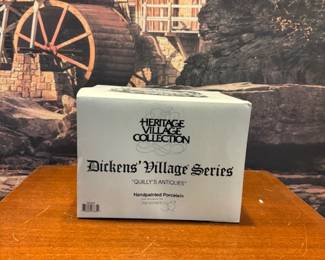 HERITAGE
VILLAGE
COLLECTION
Dickens' Village Series
"QUILLY'S ANTIQUES"
Handpainted Porcelain